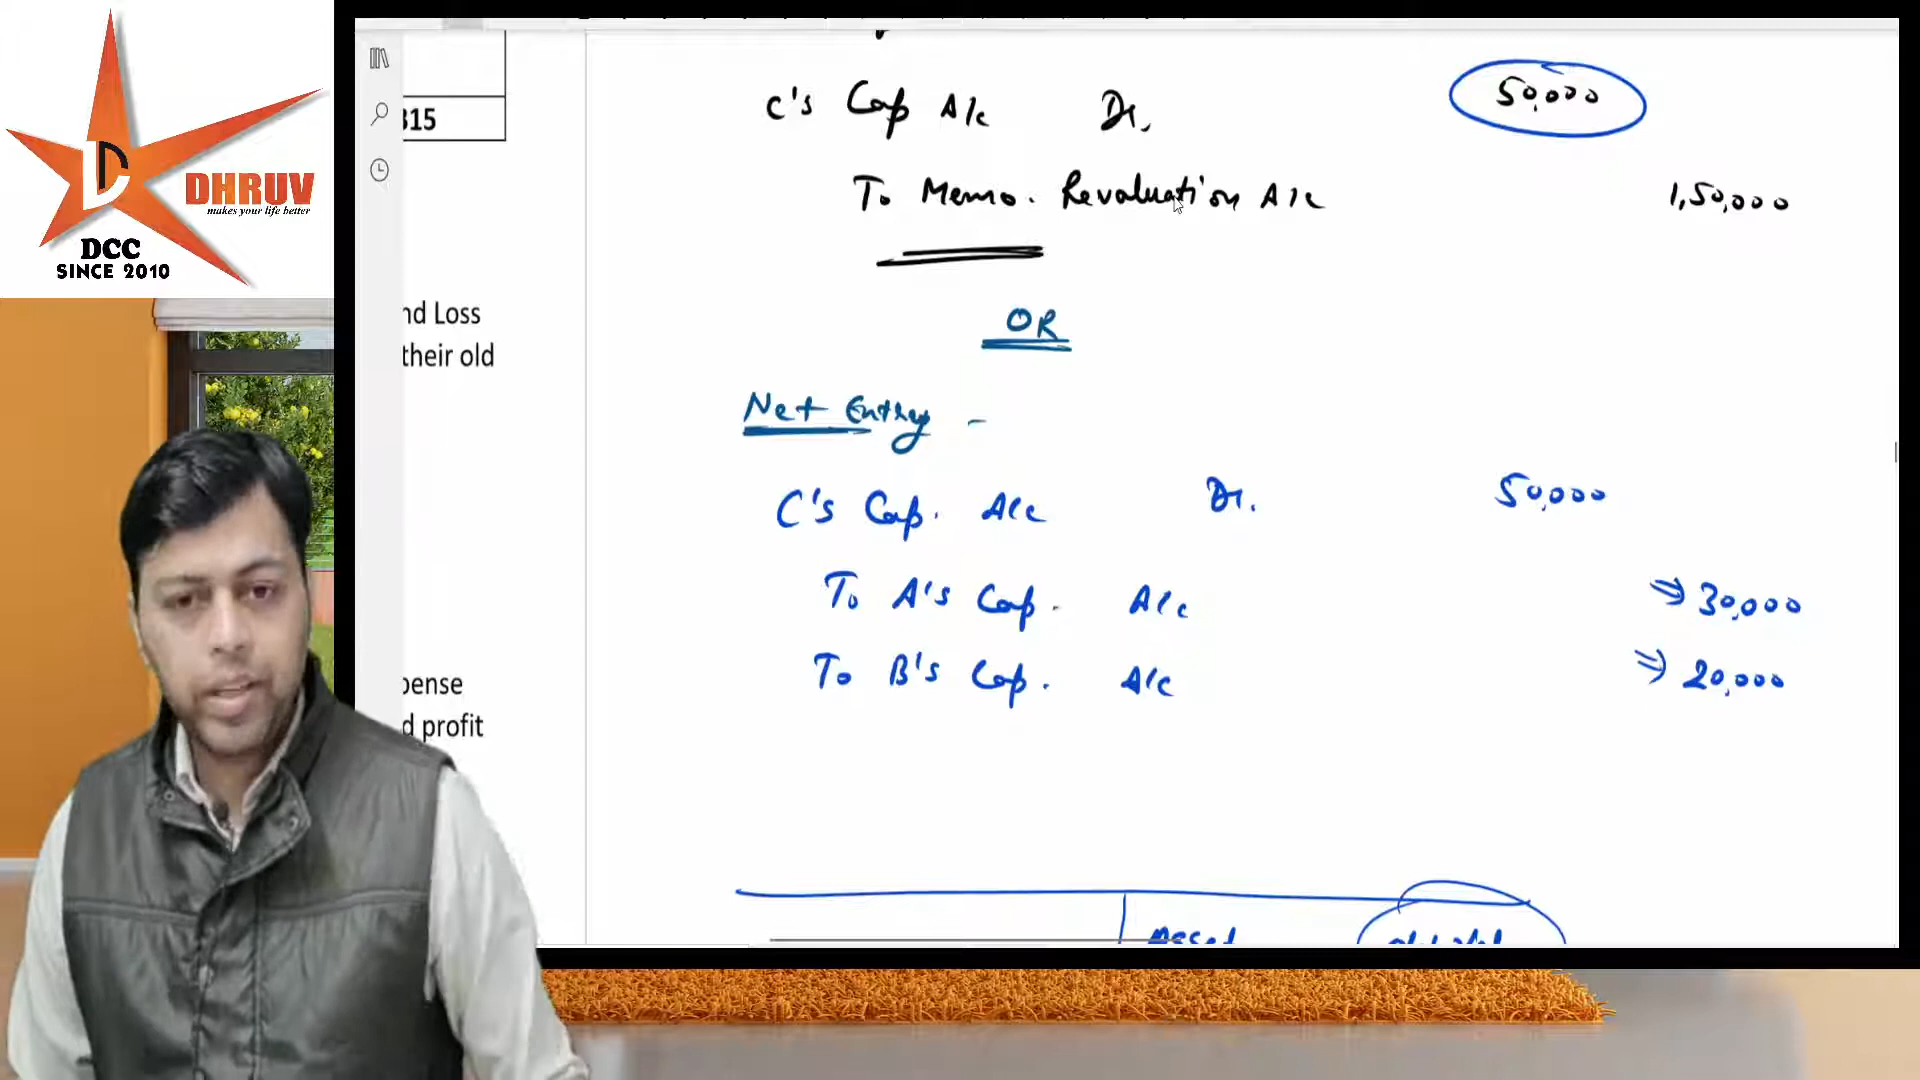 DHRUV
makes your life better
DCC
SINCE 2010
315
nd Loss
their old
pense
d profit
C's Cap A/c Dr. 50,000
To Memo. Revaluation A/c 1,50,000
OR
Net Entry -
C's Cap. A/c Dr. 50,000
To A's Cap. A/c ⇒ 30,000
To B's Cap. A/c ⇒ 20,000
Asset